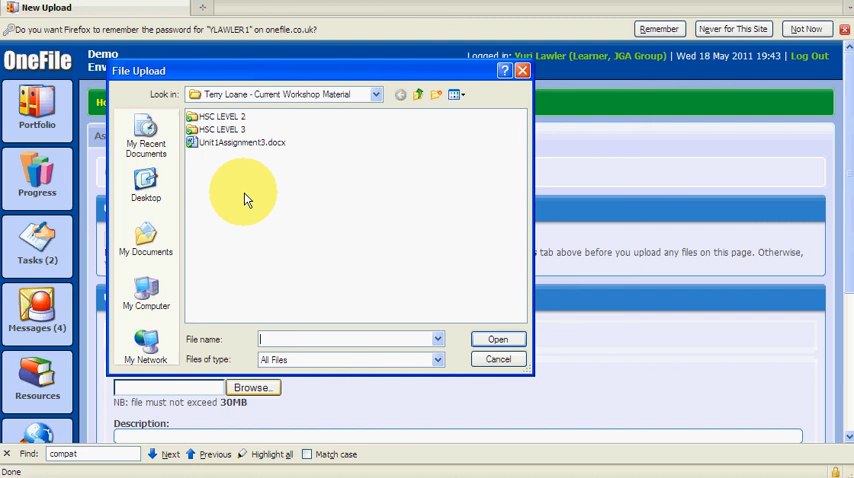 New Upload
Do you want Firefox to remember the password for "YLAWLER1" on onefile.co.uk?
Remember
Never for This Site
Not Now
OneFile
Demo
Logged in: Yuri Lawler (Learner, JGA Group) | Wed 18 May 2011 19:43 | Log Out
File Upload
Look in:
Terry Loane - Current Workshop Material
My Recent
Documents
Desktop
My Documents
My Computer
My Network
HSC LEVEL 2
HSC LEVEL 3
Unit1Assignment3.docx
File name:
Open
Files of type:
All Files
Cancel
Portfolio
Progress
Tasks (2)
Messages (4)
Resources
s tab above before you upload any files on this page. Otherwise,
Browse...
NB: file must not exceed 30MB
Description:
Find:
compat
Next
Previous
Highlight all
Match case
Done